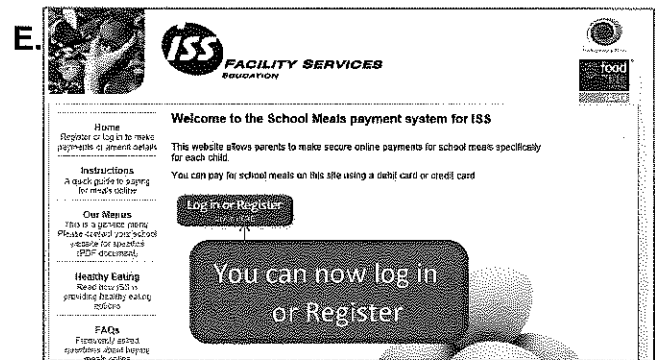 E.
ISS
FACILITY SERVICES
EDUCATION
food
Welcome to the School Meals payment system for ISS
Home
Register or log in to make
payments or amend details
This website allows parents to make secure online payments for school meals specifically
for each child.
Instructions
A quick guide to paying
for meals online
You can pay for school meals on this site using a debit card or credit card
Log in or Register
Our Menus
This is a generic menu
Please contact your school
website for specified
(PDF document)
You can now log in
or Register
Healthy Eating
Read how ISS is
providing healthy eating
options
FAQs
Frequently asked
questions about buying
meals online